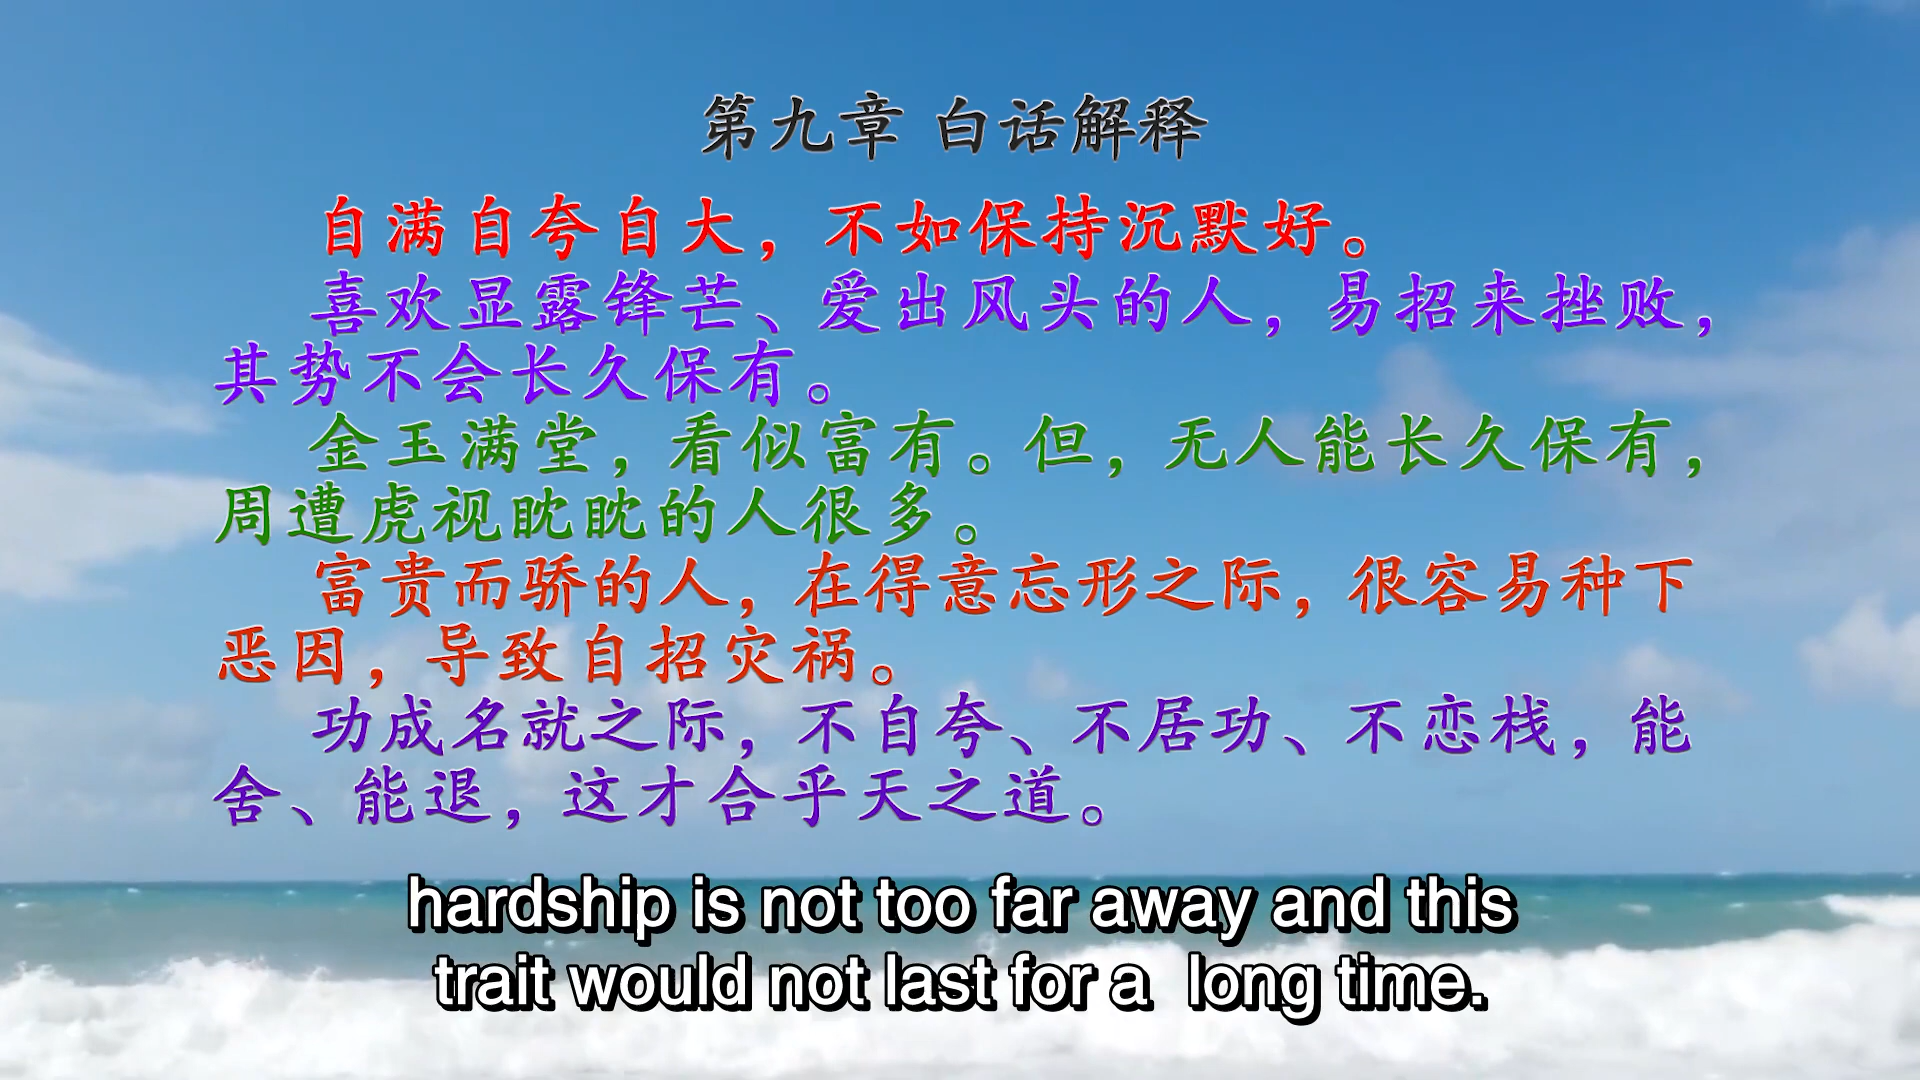 第九章 白话解释
自满自夸自大，不如保持沉默好。
喜欢显露锋芒、爱出风头的人，易招来挫败，
其势不会长久保有。
金玉满堂，看似富有。但，无人能长久保有，
周遭虎视眈眈的人很多。
富贵而骄的人，在得意忘形之际，很容易种下
恶因，导致自招灾祸。
功成名就之际，不自夸、不居功、不恋栈，能
舍、能退，这才合乎天之道。
hardship is not too far away and this
trait would not last for a  long time.